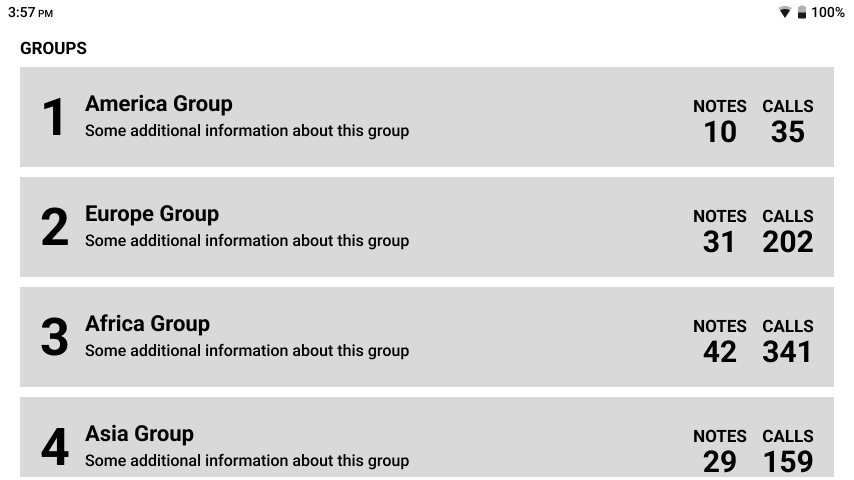 3:57 PM 100%
GROUPS
1 America Group NOTES CALLS
Some additional information about this group 10 35
2 Europe Group NOTES CALLS
Some additional information about this group 31 202
3 Africa Group NOTES CALLS
Some additional information about this group 42 341
4 Asia Group NOTES CALLS
Some additional information about this group 29 159